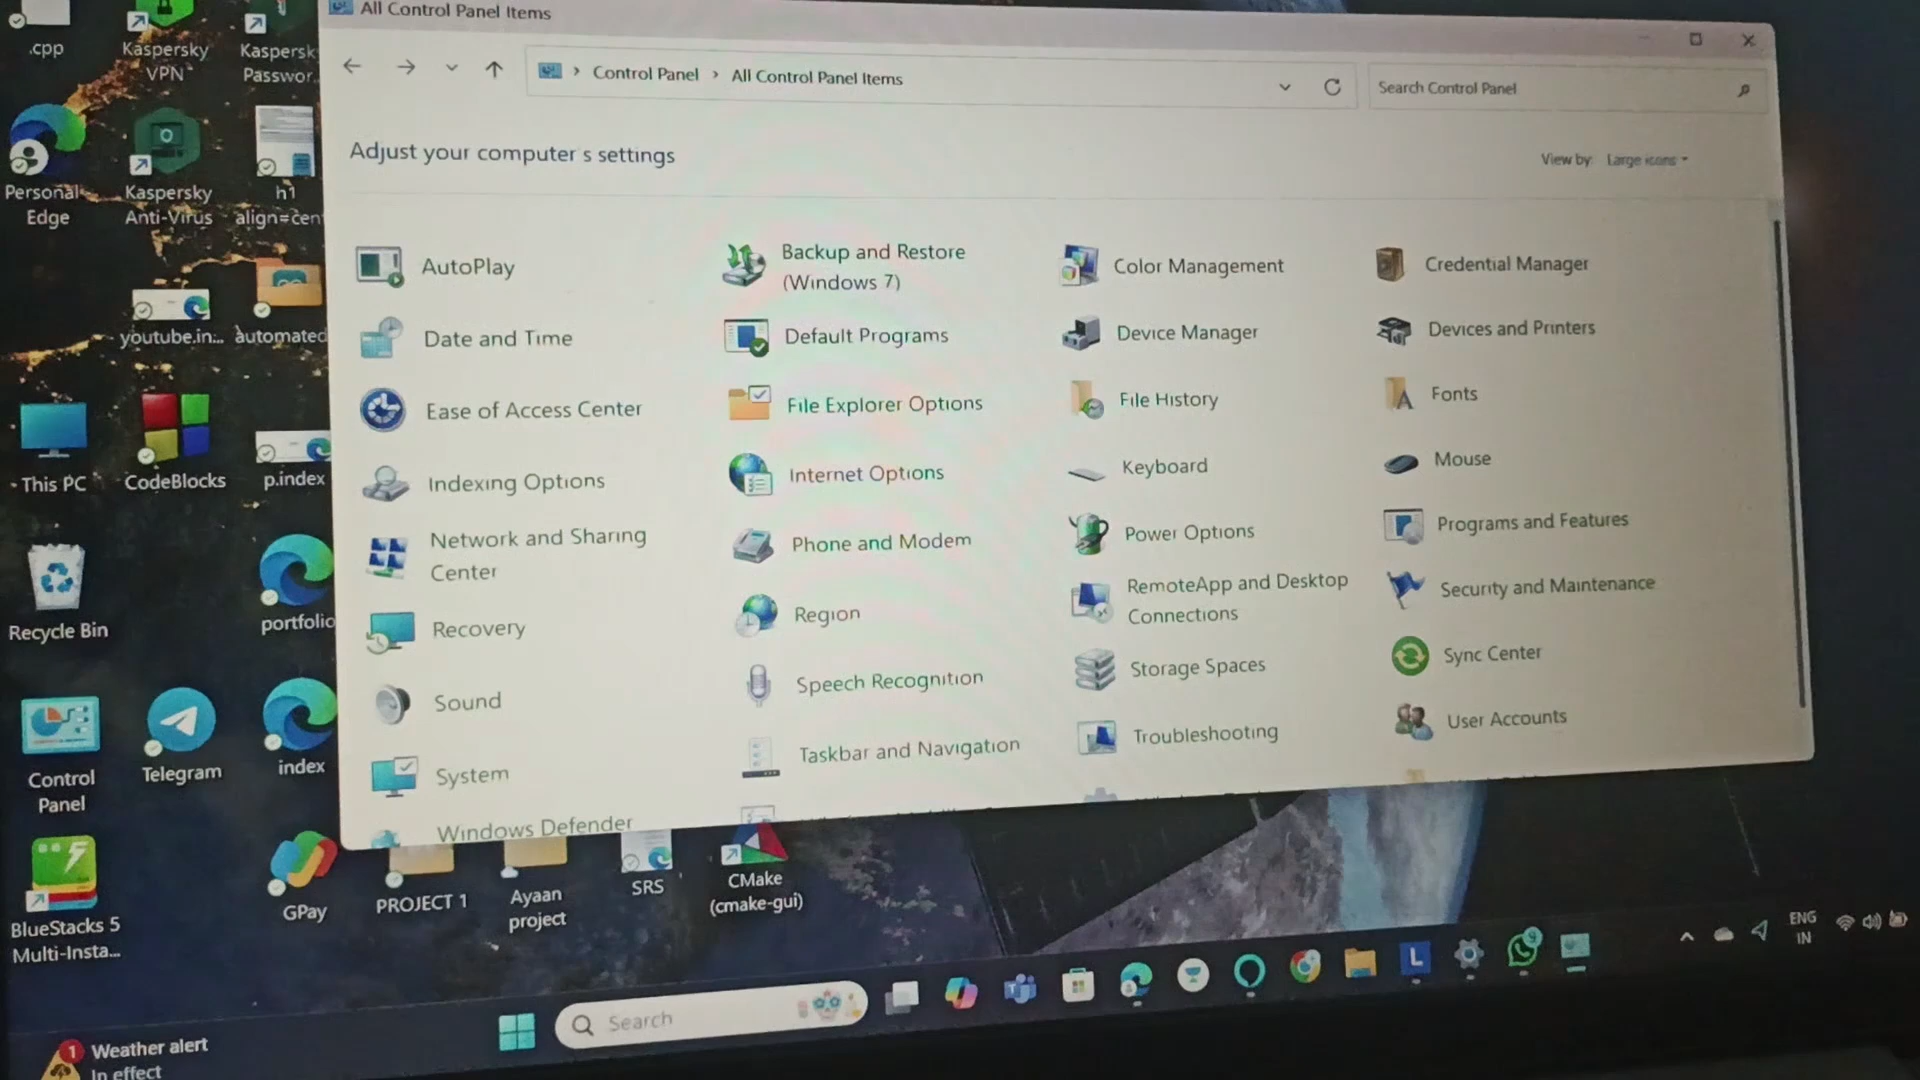 All Control Panel Items
Control Panel > All Control Panel Items
Search Control Panel
Adjust your computer's settings
View by: Large icons
AutoPlay
Backup and Restore
(Windows 7)
Color Management
Credential Manager
Date and Time
Default Programs
Device Manager
Devices and Printers
Ease of Access Center
File Explorer Options
File History
Fonts
Indexing Options
Internet Options
Keyboard
Mouse
Network and Sharing
Center
Phone and Modem
Power Options
Programs and Features
Recovery
Region
RemoteApp and Desktop
Connections
Security and Maintenance
Sound
Speech Recognition
Storage Spaces
Sync Center
System
Taskbar and Navigation
Troubleshooting
User Accounts
Windows Defender
.cpp
Kaspersky
VPN
Kaspersk
Passwor...
Personal
Edge
Kaspersky
Anti-Virus
h1
align=cen
youtube.in...
automated
This PC
CodeBlocks
p.index
Recycle Bin
portfolio
Control
Panel
Telegram
index
BlueStacks 5
Multi-Insta...
GPay
PROJECT 1
Ayaan
project
SRS
CMake
(cmake-gui)
1
Weather alert
In effect
Search
L
9
ENG
IN